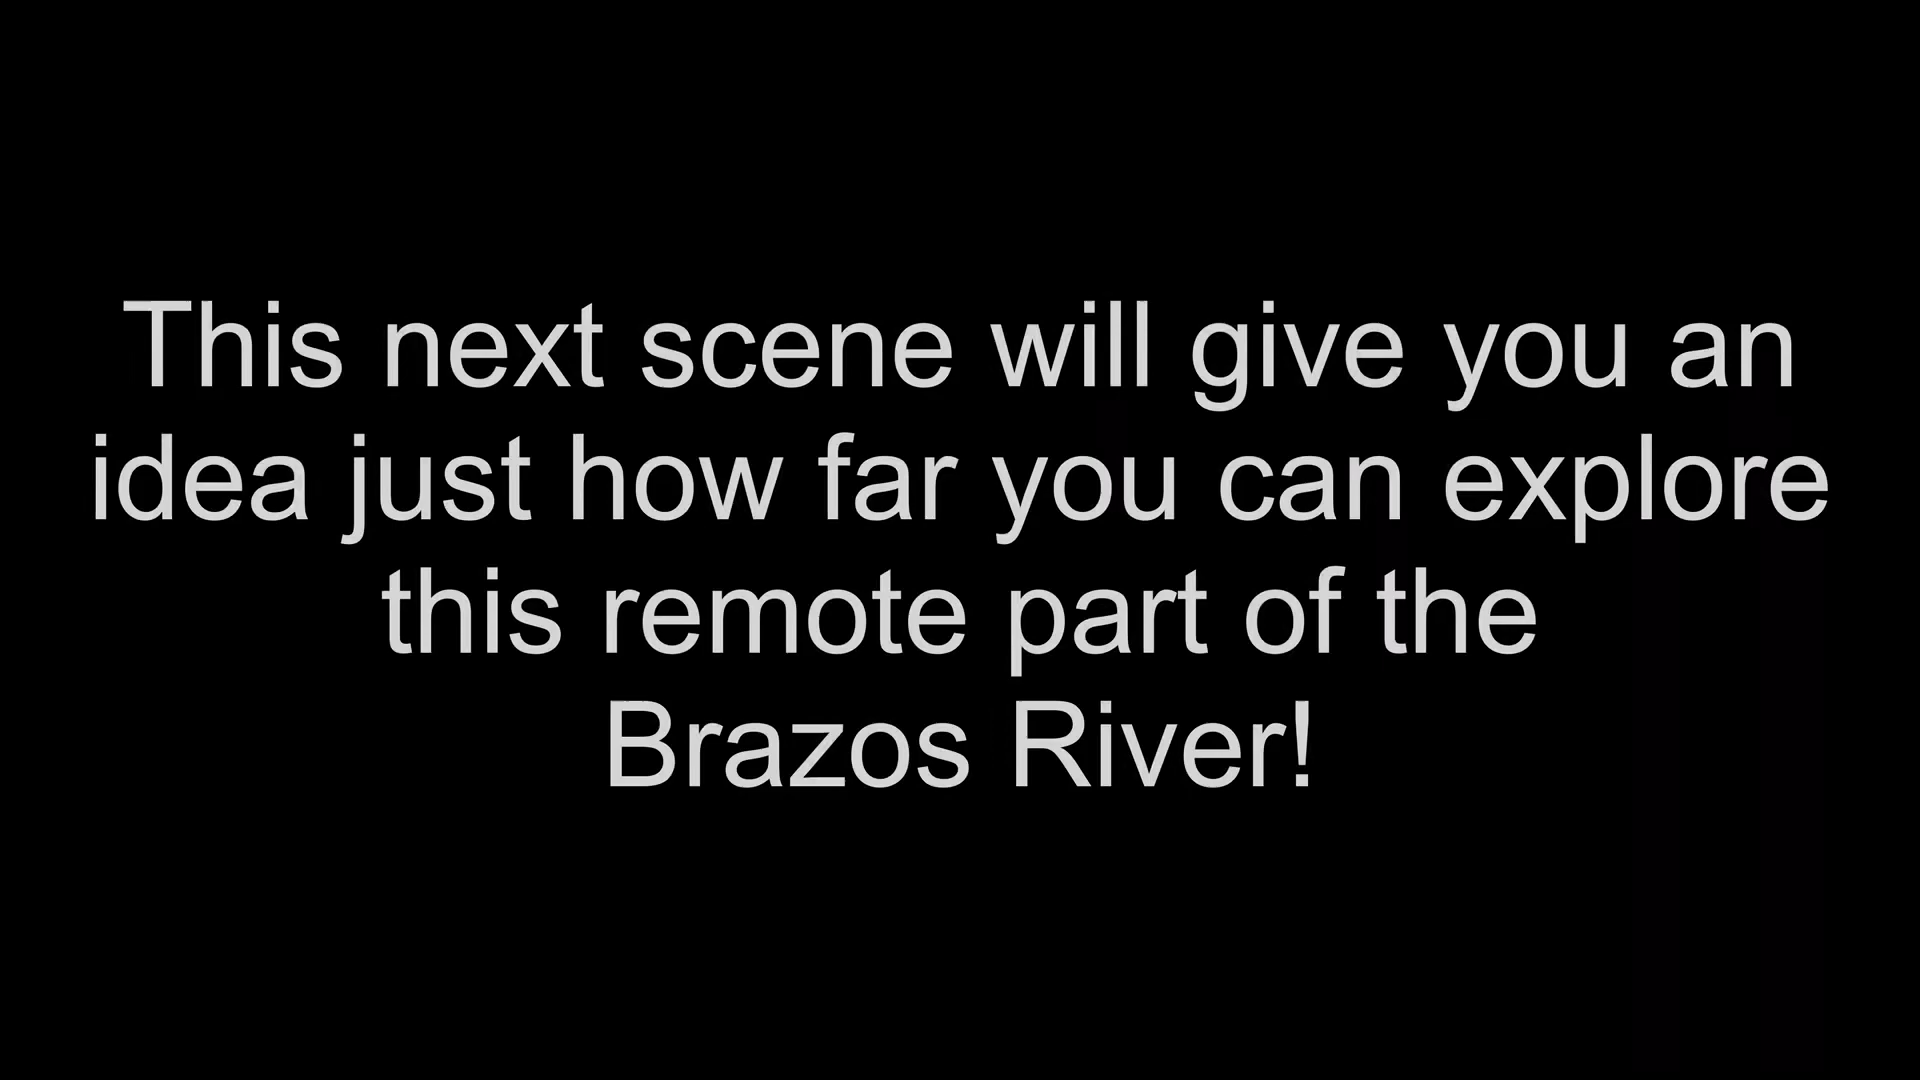 This next scene will give you an
idea just how far you can explore
this remote part of the
Brazos River!